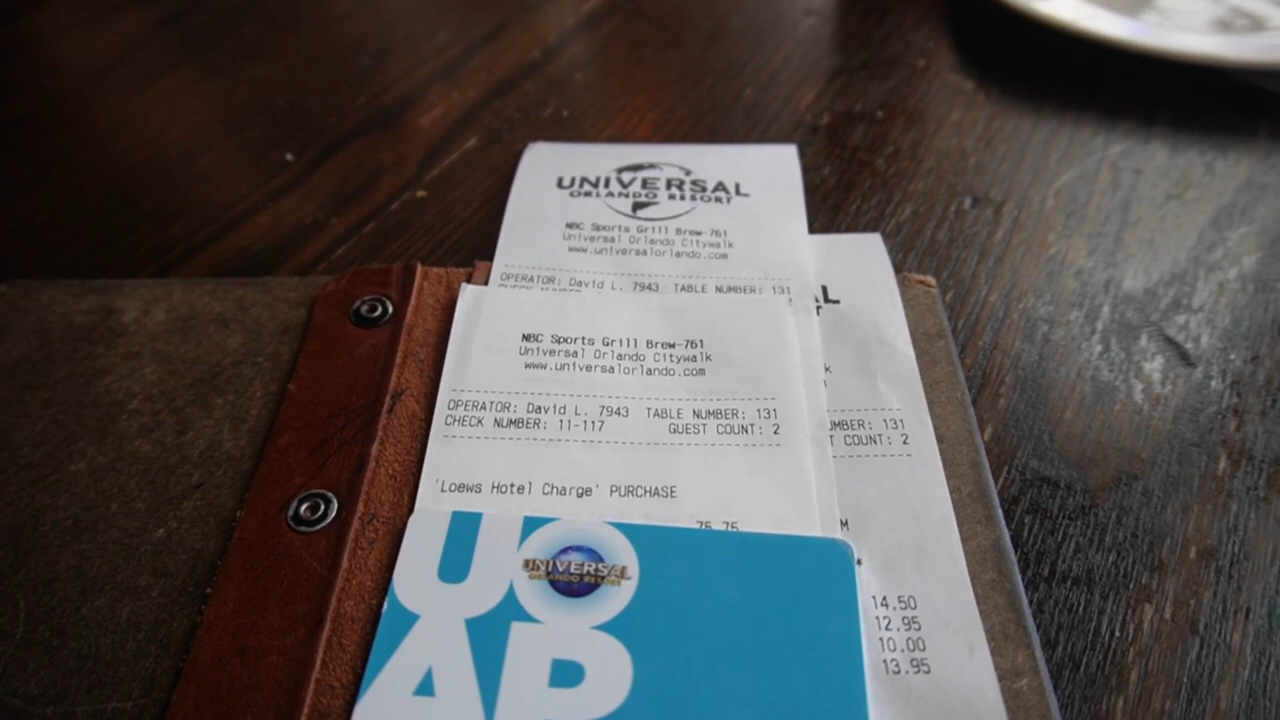 UNIVERSAL
ORLANDO RESORT
NBC Sports Grill Brew-761
Universal Orlando Citywalk
www.universalorlando.com
OPERATOR: David L. 7943 TABLE NUMBER: 131
NBC Sports Grill Brew-761
Universal Orlando Citywalk
www.universalorlando.com
OPERATOR: David L. 7943 TABLE NUMBER: 131
CHECK NUMBER: 11-117 GUEST COUNT: 2
'Loews Hotel Charge' PURCHASE
75.75
UO
AP
UNIVERSAL
ORLANDO RESORT
AL
T
k
UMBER: 131
T COUNT: 2
M
*
14.50
12.95
10.00
13.95